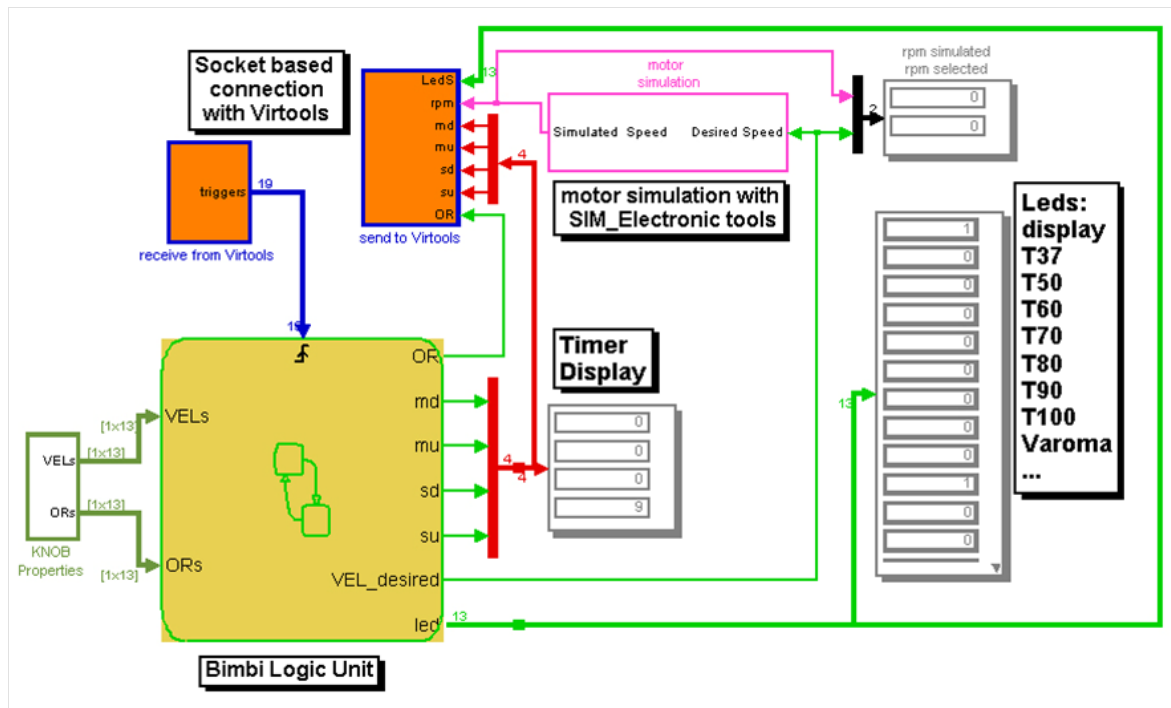 Socket based
connection
with Virtools
LedS
rpm
md
mu
sd
su
OR
send to Virtools
13
motor
simulation
Simulated Speed
Desired Speed
motor simulation with
SIM_Electronic tools
rpm simulated
rpm selected
2
0
0
triggers
19
receive from Virtools
4
19
Leds:
display
T37
T50
T60
T70
T80
T90
T100
Varoma
...
1
0
0
0
0
0
0
0
0
1
0
0
13
VELs
ORs
OR
md
mu
sd
su
VEL_desired
led
13
Bimbi Logic Unit
[1x13]
[1x13]
[1x13]
[1x13]
VELs
ORs
KNOB
Properties
Timer
Display
4
4
0
0
0
9